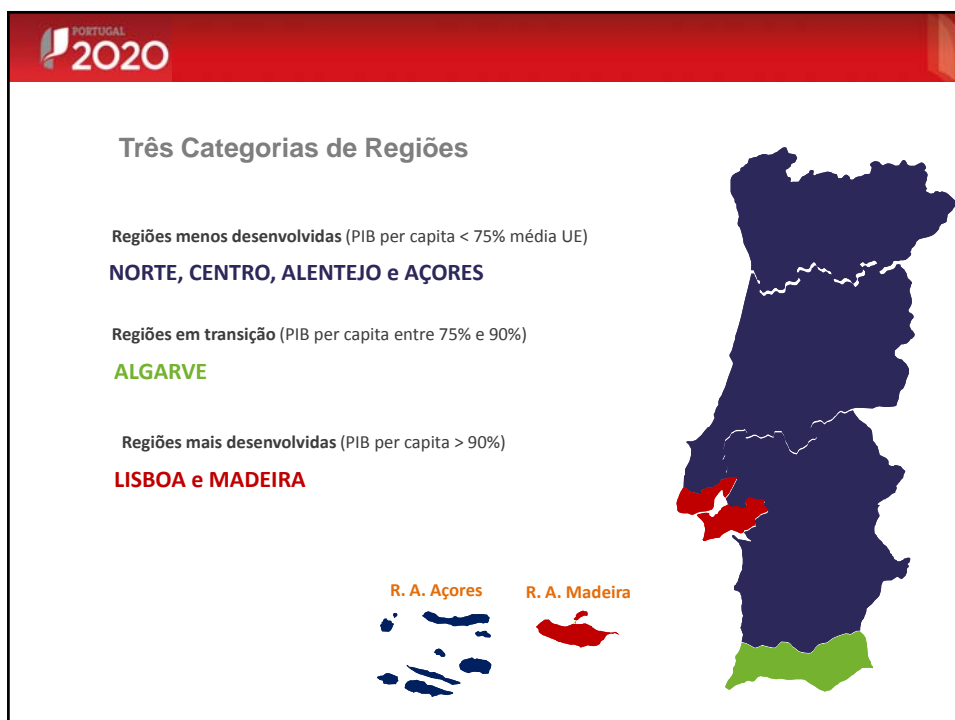 PORTUGAL
2020
Três Categorias de Regiões
Regiões menos desenvolvidas (PIB per capita < 75% média UE)
NORTE, CENTRO, ALENTEJO e AÇORES
Regiões em transição (PIB per capita entre 75% e 90%)
ALGARVE
Regiões mais desenvolvidas (PIB per capita > 90%)
LISBOA e MADEIRA
R. A. Açores
R. A. Madeira